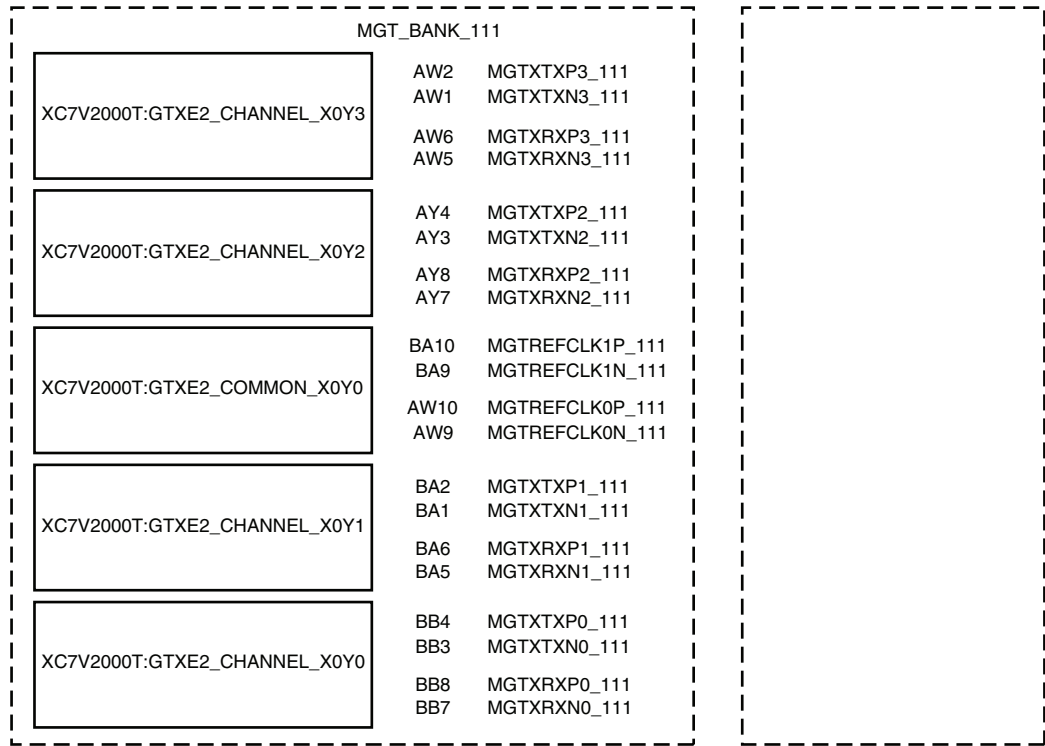 MGT_BANK_111
XC7V2000T:GTXE2_CHANNEL_X0Y3
AW2 MGTXTXP3_111
AW1 MGTXTXN3_111
AW6 MGTXRXP3_111
AW5 MGTXRXN3_111
XC7V2000T:GTXE2_CHANNEL_X0Y2
AY4 MGTXTXP2_111
AY3 MGTXTXN2_111
AY8 MGTXRXP2_111
AY7 MGTXRXN2_111
XC7V2000T:GTXE2_COMMON_X0Y0
BA10 MGTREFCLK1P_111
BA9 MGTREFCLK1N_111
AW10 MGTREFCLK0P_111
AW9 MGTREFCLK0N_111
XC7V2000T:GTXE2_CHANNEL_X0Y1
BA2 MGTXTXP1_111
BA1 MGTXTXN1_111
BA6 MGTXRXP1_111
BA5 MGTXRXN1_111
XC7V2000T:GTXE2_CHANNEL_X0Y0
BB4 MGTXTXP0_111
BB3 MGTXTXN0_111
BB8 MGTXRXP0_111
BB7 MGTXRXN0_111